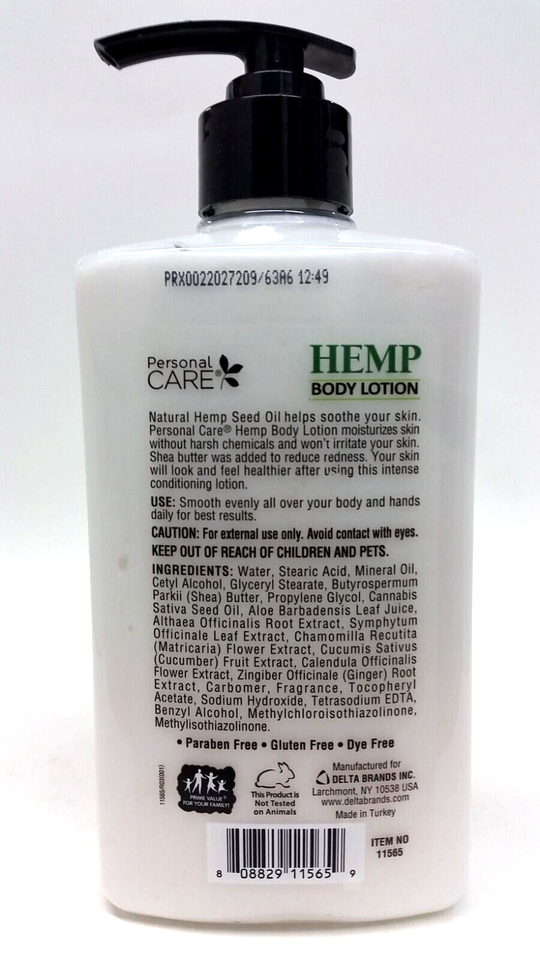 PRX0022027209/63A6 12:49
Personal
CARE®
HEMP
BODY LOTION
Natural Hemp Seed Oil helps soothe your skin.
Personal Care® Hemp Body Lotion moisturizes skin
without harsh chemicals and won't irritate your skin.
Shea butter was added to reduce redness. Your skin
will look and feel healthier after using this intense
conditioning lotion.
USE: Smooth evenly all over your body and hands
daily for best results.
CAUTION: For external use only. Avoid contact with eyes.
KEEP OUT OF REACH OF CHILDREN AND PETS.
INGREDIENTS: Water, Stearic Acid, Mineral Oil,
Cetyl Alcohol, Glyceryl Stearate, Butyrospermum
Parkii (Shea) Butter, Propylene Glycol, Cannabis
Sativa Seed Oil, Aloe Barbadensis Leaf Juice,
Althaea Officinalis Root Extract, Symphytum
Officinale Leaf Extract, Chamomilla Recutita
(Matricaria) Flower Extract, Cucumis Sativus
(Cucumber) Fruit Extract, Calendula Officinalis
Flower Extract, Zingiber Officinale (Ginger) Root
Extract, Carbomer, Fragrance, Tocopheryl
Acetate, Sodium Hydroxide, Tetrasodium EDTA,
Benzyl Alcohol, Methylchloroisothiazolinone,
Methylisothiazolinone.
• Paraben Free • Gluten Free • Dye Free
11565/R03(001)
PRIME VALUE®
FOR YOUR FAMILY!
This Product is
Not Tested
on Animals
Manufactured for
DELTA BRANDS INC.
Larchmont, NY 10538 USA
www.deltabrands.com
Made in Turkey
ITEM NO
11565
8 08829 11565 9